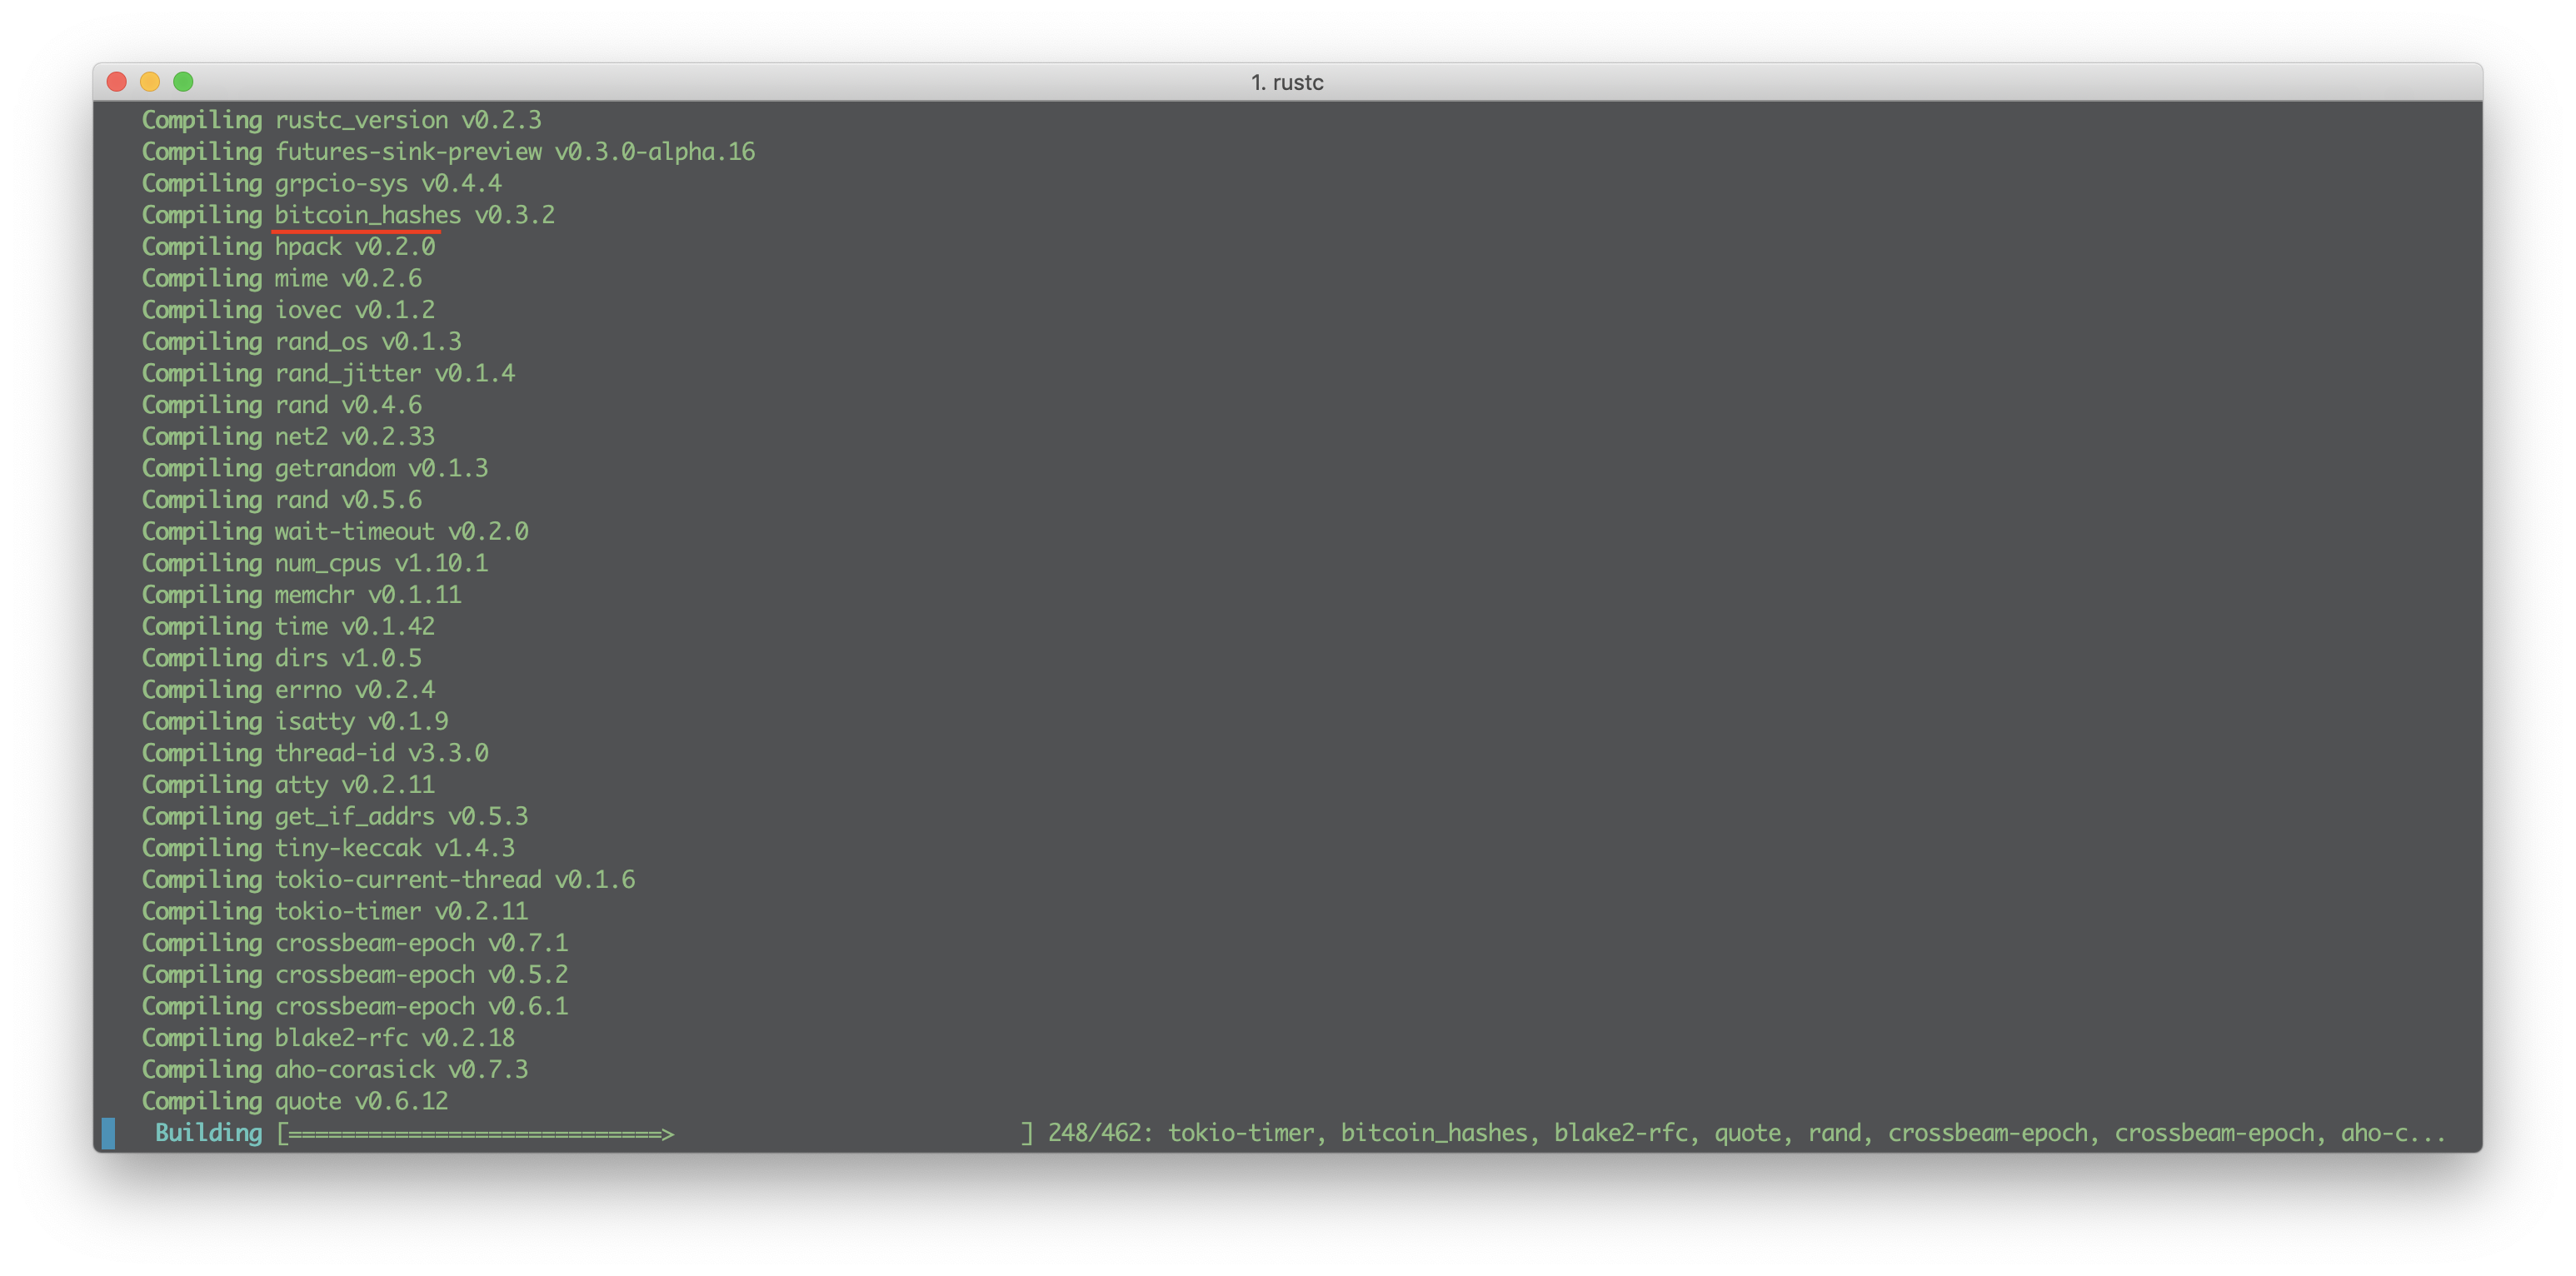 1. rustc
Compiling rustc_version v0.2.3
Compiling futures-sink-preview v0.3.0-alpha.16
Compiling grpcio-sys v0.4.4
Compiling bitcoin_hashes v0.3.2
Compiling hpack v0.2.0
Compiling mime v0.2.6
Compiling iovec v0.1.2
Compiling rand_os v0.1.3
Compiling rand_jitter v0.1.4
Compiling rand v0.4.6
Compiling net2 v0.2.33
Compiling getrandom v0.1.3
Compiling rand v0.5.6
Compiling wait-timeout v0.2.0
Compiling num_cpus v1.10.1
Compiling memchr v0.1.11
Compiling time v0.1.42
Compiling dirs v1.0.5
Compiling errno v0.2.4
Compiling isatty v0.1.9
Compiling thread-id v3.3.0
Compiling atty v0.2.11
Compiling get_if_addrs v0.5.3
Compiling tiny-keccak v1.4.3
Compiling tokio-current-thread v0.1.6
Compiling tokio-timer v0.2.11
Compiling crossbeam-epoch v0.7.1
Compiling crossbeam-epoch v0.5.2
Compiling crossbeam-epoch v0.6.1
Compiling blake2-rfc v0.2.18
Compiling aho-corasick v0.7.3
Compiling quote v0.6.12
Building [============================>                          ] 248/462: tokio-timer, bitcoin_hashes, blake2-rfc, quote, rand, crossbeam-epoch, crossbeam-epoch, aho-c...